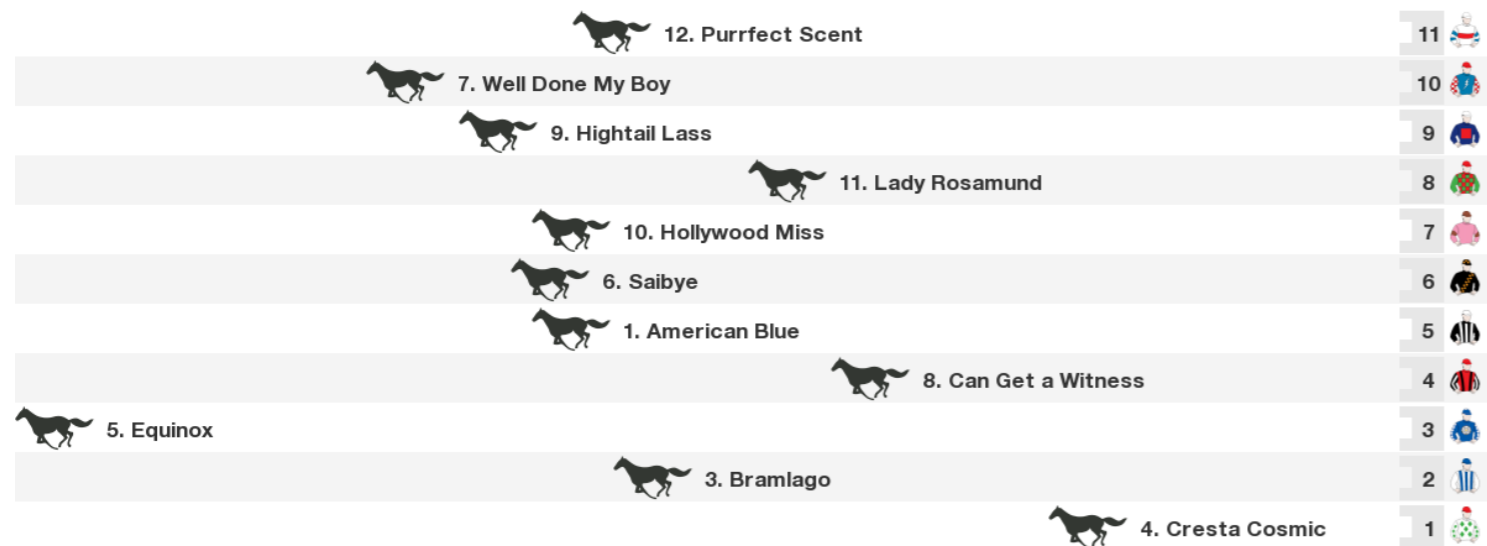 12. Purrfect Scent 11
7. Well Done My Boy 10
9. Hightail Lass 9
11. Lady Rosamund 8
10. Hollywood Miss 7
6. Saibye 6
1. American Blue 5
8. Can Get a Witness 4
5. Equinox 3
3. Bramlago 2
4. Cresta Cosmic 1